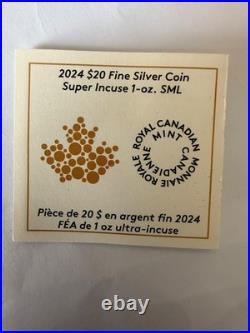 2024 $20 Fine Silver Coin
Super Incuse 1-oz. SML
ROYAL CANADIAN MINT
MONNAIE ROYALE CANADIENNE
Pièce de 20 $ en argent fin 2024
FÉA de 1 oz ultra-incuse